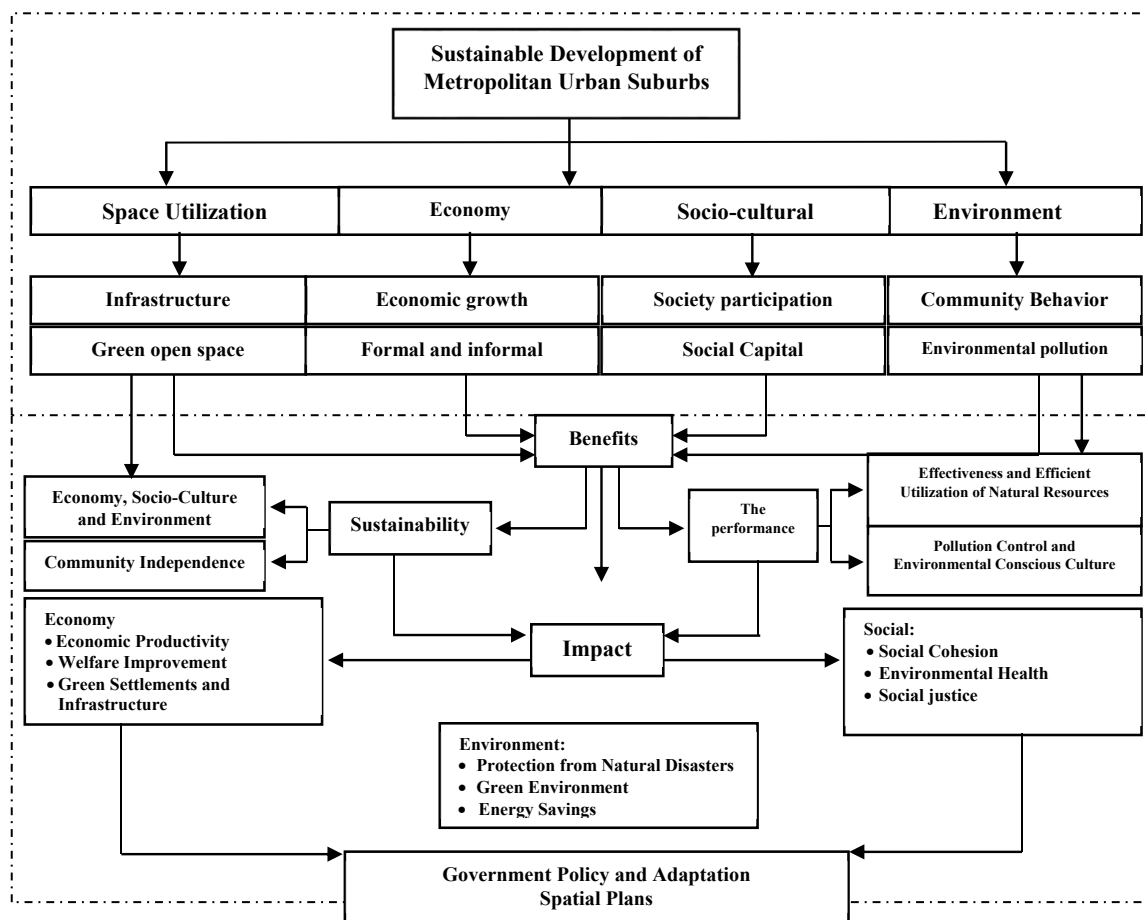 Sustainable Development of
Metropolitan Urban Suburbs
Space Utilization
Economy
Socio-cultural
Environment
Infrastructure
Economic growth
Society participation
Community Behavior
Green open space
Formal and informal
Social Capital
Environmental pollution
Benefits
Economy, Socio-Culture
and Environment
Community Independence
Sustainability
The
performance
Effectiveness and Efficient
Utilization of Natural Resources
Pollution Control and
Environmental Conscious Culture
Economy
• Economic Productivity
• Welfare Improvement
• Green Settlements and
Infrastructure
Impact
Social:
• Social Cohesion
• Environmental Health
• Social justice
Environment:
• Protection from Natural Disasters
• Green Environment
• Energy Savings
Government Policy and Adaptation
Spatial Plans